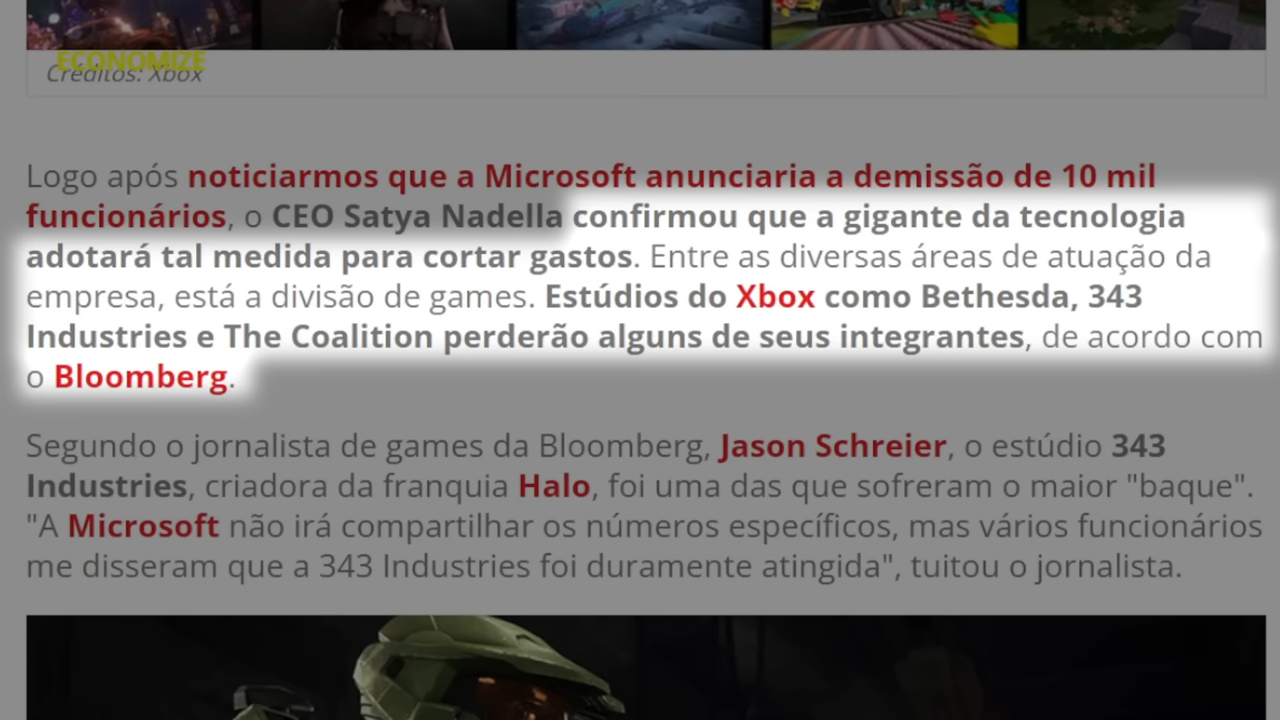 ECONOMIZE
Créditos: Xbox
Logo após noticiarmos que a Microsoft anunciaria a demissão de 10 mil
funcionários, o CEO Satya Nadella confirmou que a gigante da tecnologia
adotará tal medida para cortar gastos. Entre as diversas áreas de atuação da
empresa, está a divisão de games. Estúdios do Xbox como Bethesda, 343
Industries e The Coalition perderão alguns de seus integrantes, de acordo com
o Bloomberg.
Segundo o jornalista de games da Bloomberg, Jason Schreier, o estúdio 343
Industries, criadora da franquia Halo, foi uma das que sofreram o maior "baque".
"A Microsoft não irá compartilhar os números específicos, mas vários funcionários
me disseram que a 343 Industries foi duramente atingida", tuitou o jornalista.